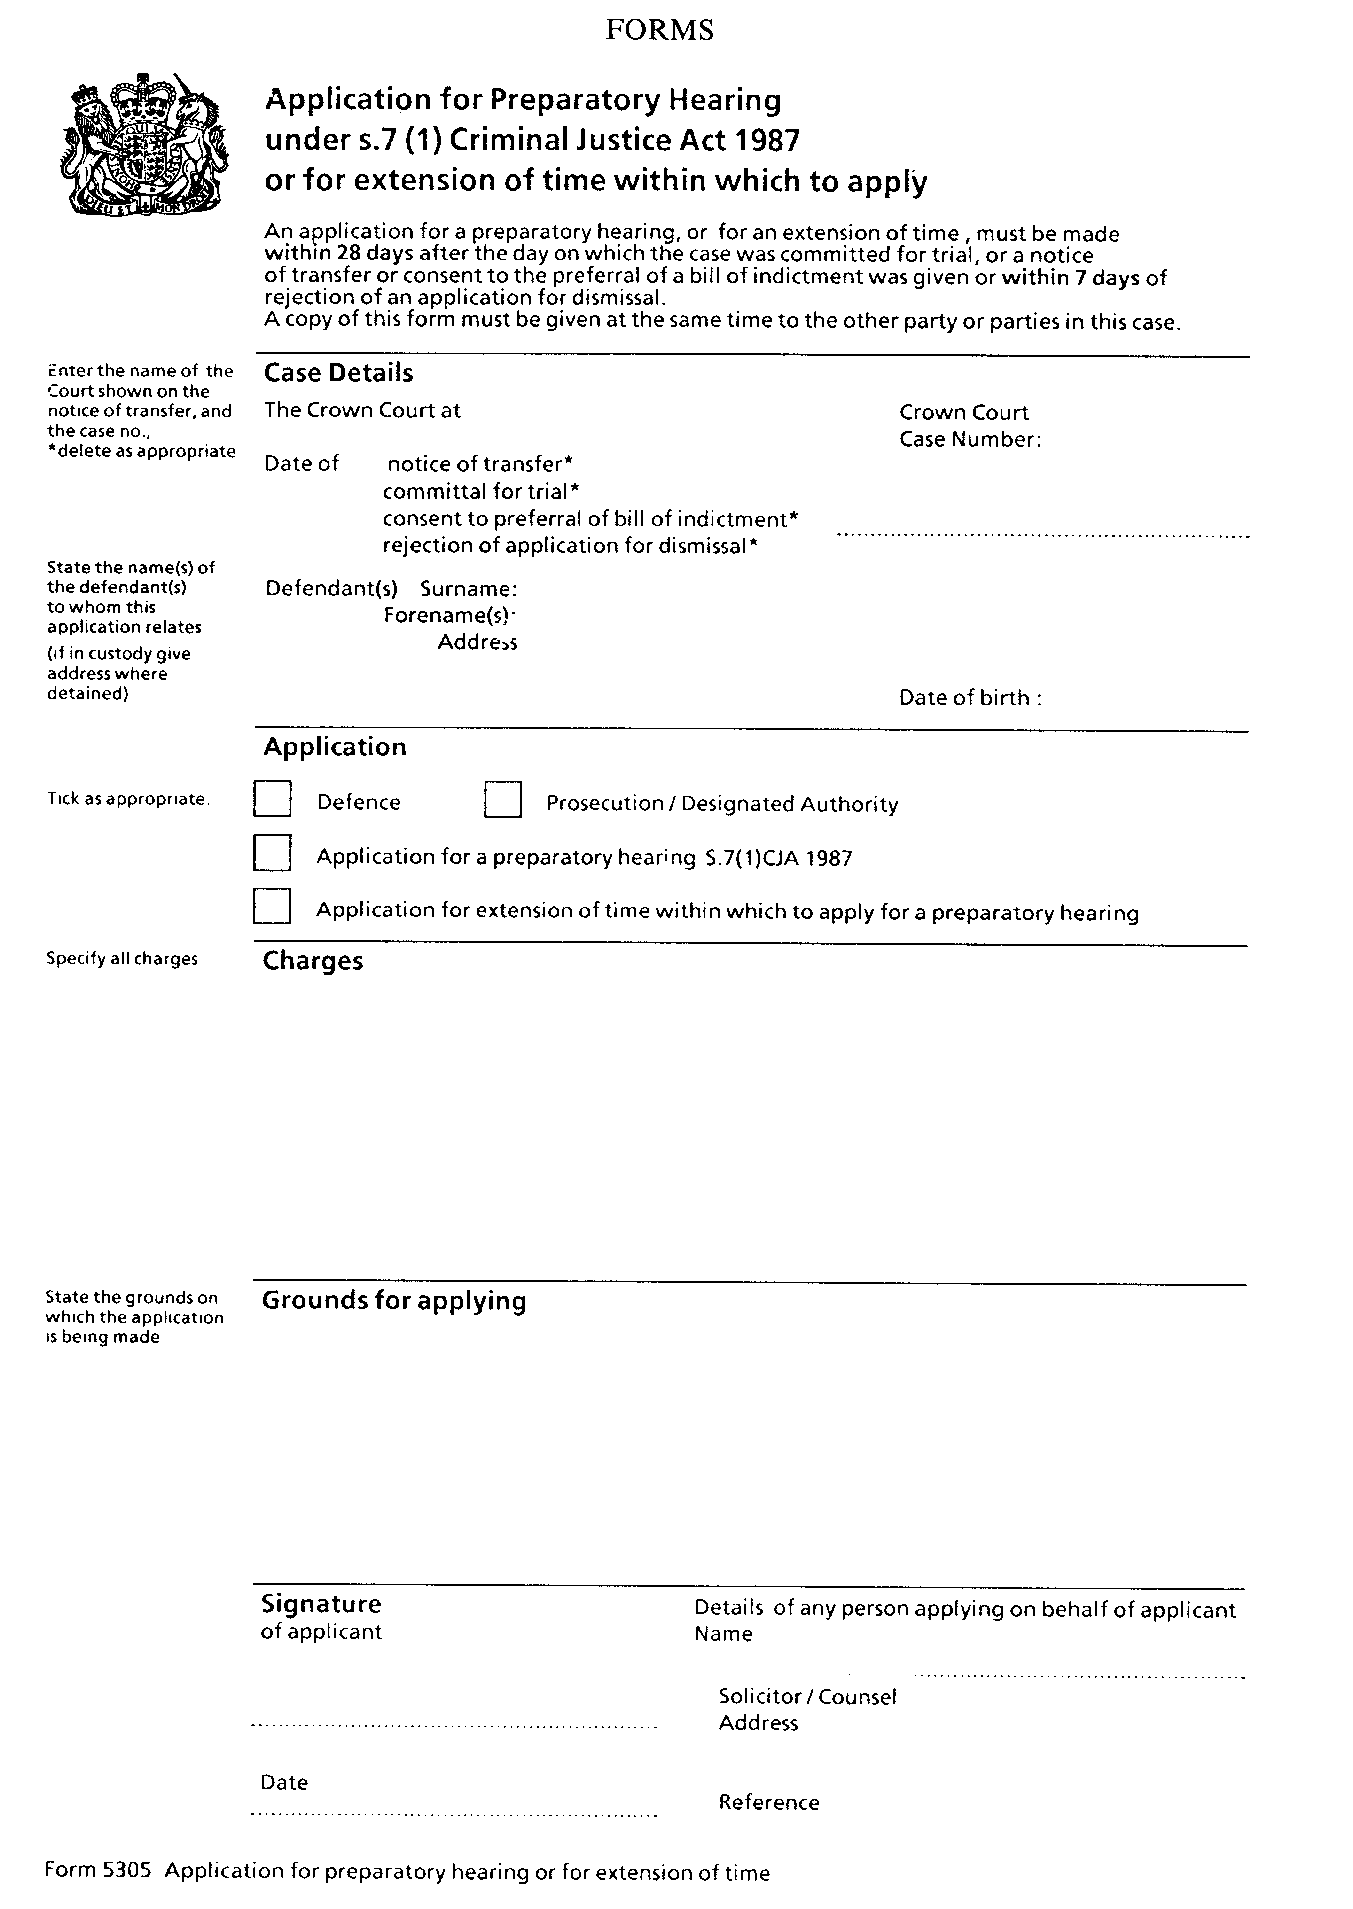 FORMS
Application for Preparatory Hearing
under s.7 (1) Criminal Justice Act 1987
or for extension of time within which to apply
An application for a preparatory hearing, or for an extension of time , must be made
within 28 days after the day on which the case was committed for trial, or a notice
of transfer or consent to the preferral of a bill of indictment was given or within 7 days of
rejection of an application for dismissal.
A copy of this form must be given at the same time to the other party or parties in this case.
Enter the name of the
Court shown on the
notice of transfer, and
the case no.,
*delete as appropriate
Case Details
The Crown Court at
Crown Court
Case Number:
Date of notice of transfer*
committal for trial*
consent to preferral of bill of indictment*
rejection of application for dismissal*
State the name(s) of
the defendant(s)
to whom this
application relates
(if in custody give
address where
detained)
Defendant(s) Surname:
Forename(s):
Address
Date of birth :
Application
Tick as appropriate.
Defence Prosecution / Designated Authority
Application for a preparatory hearing S.7(1)CJA 1987
Application for extension of time within which to apply for a preparatory hearing
Specify all charges
Charges
State the grounds on
which the application
is being made
Grounds for applying
Signature
of applicant
Details of any person applying on behalf of applicant
Name
Solicitor / Counsel
Address
Date
Reference
Form 5305 Application for preparatory hearing or for extension of time